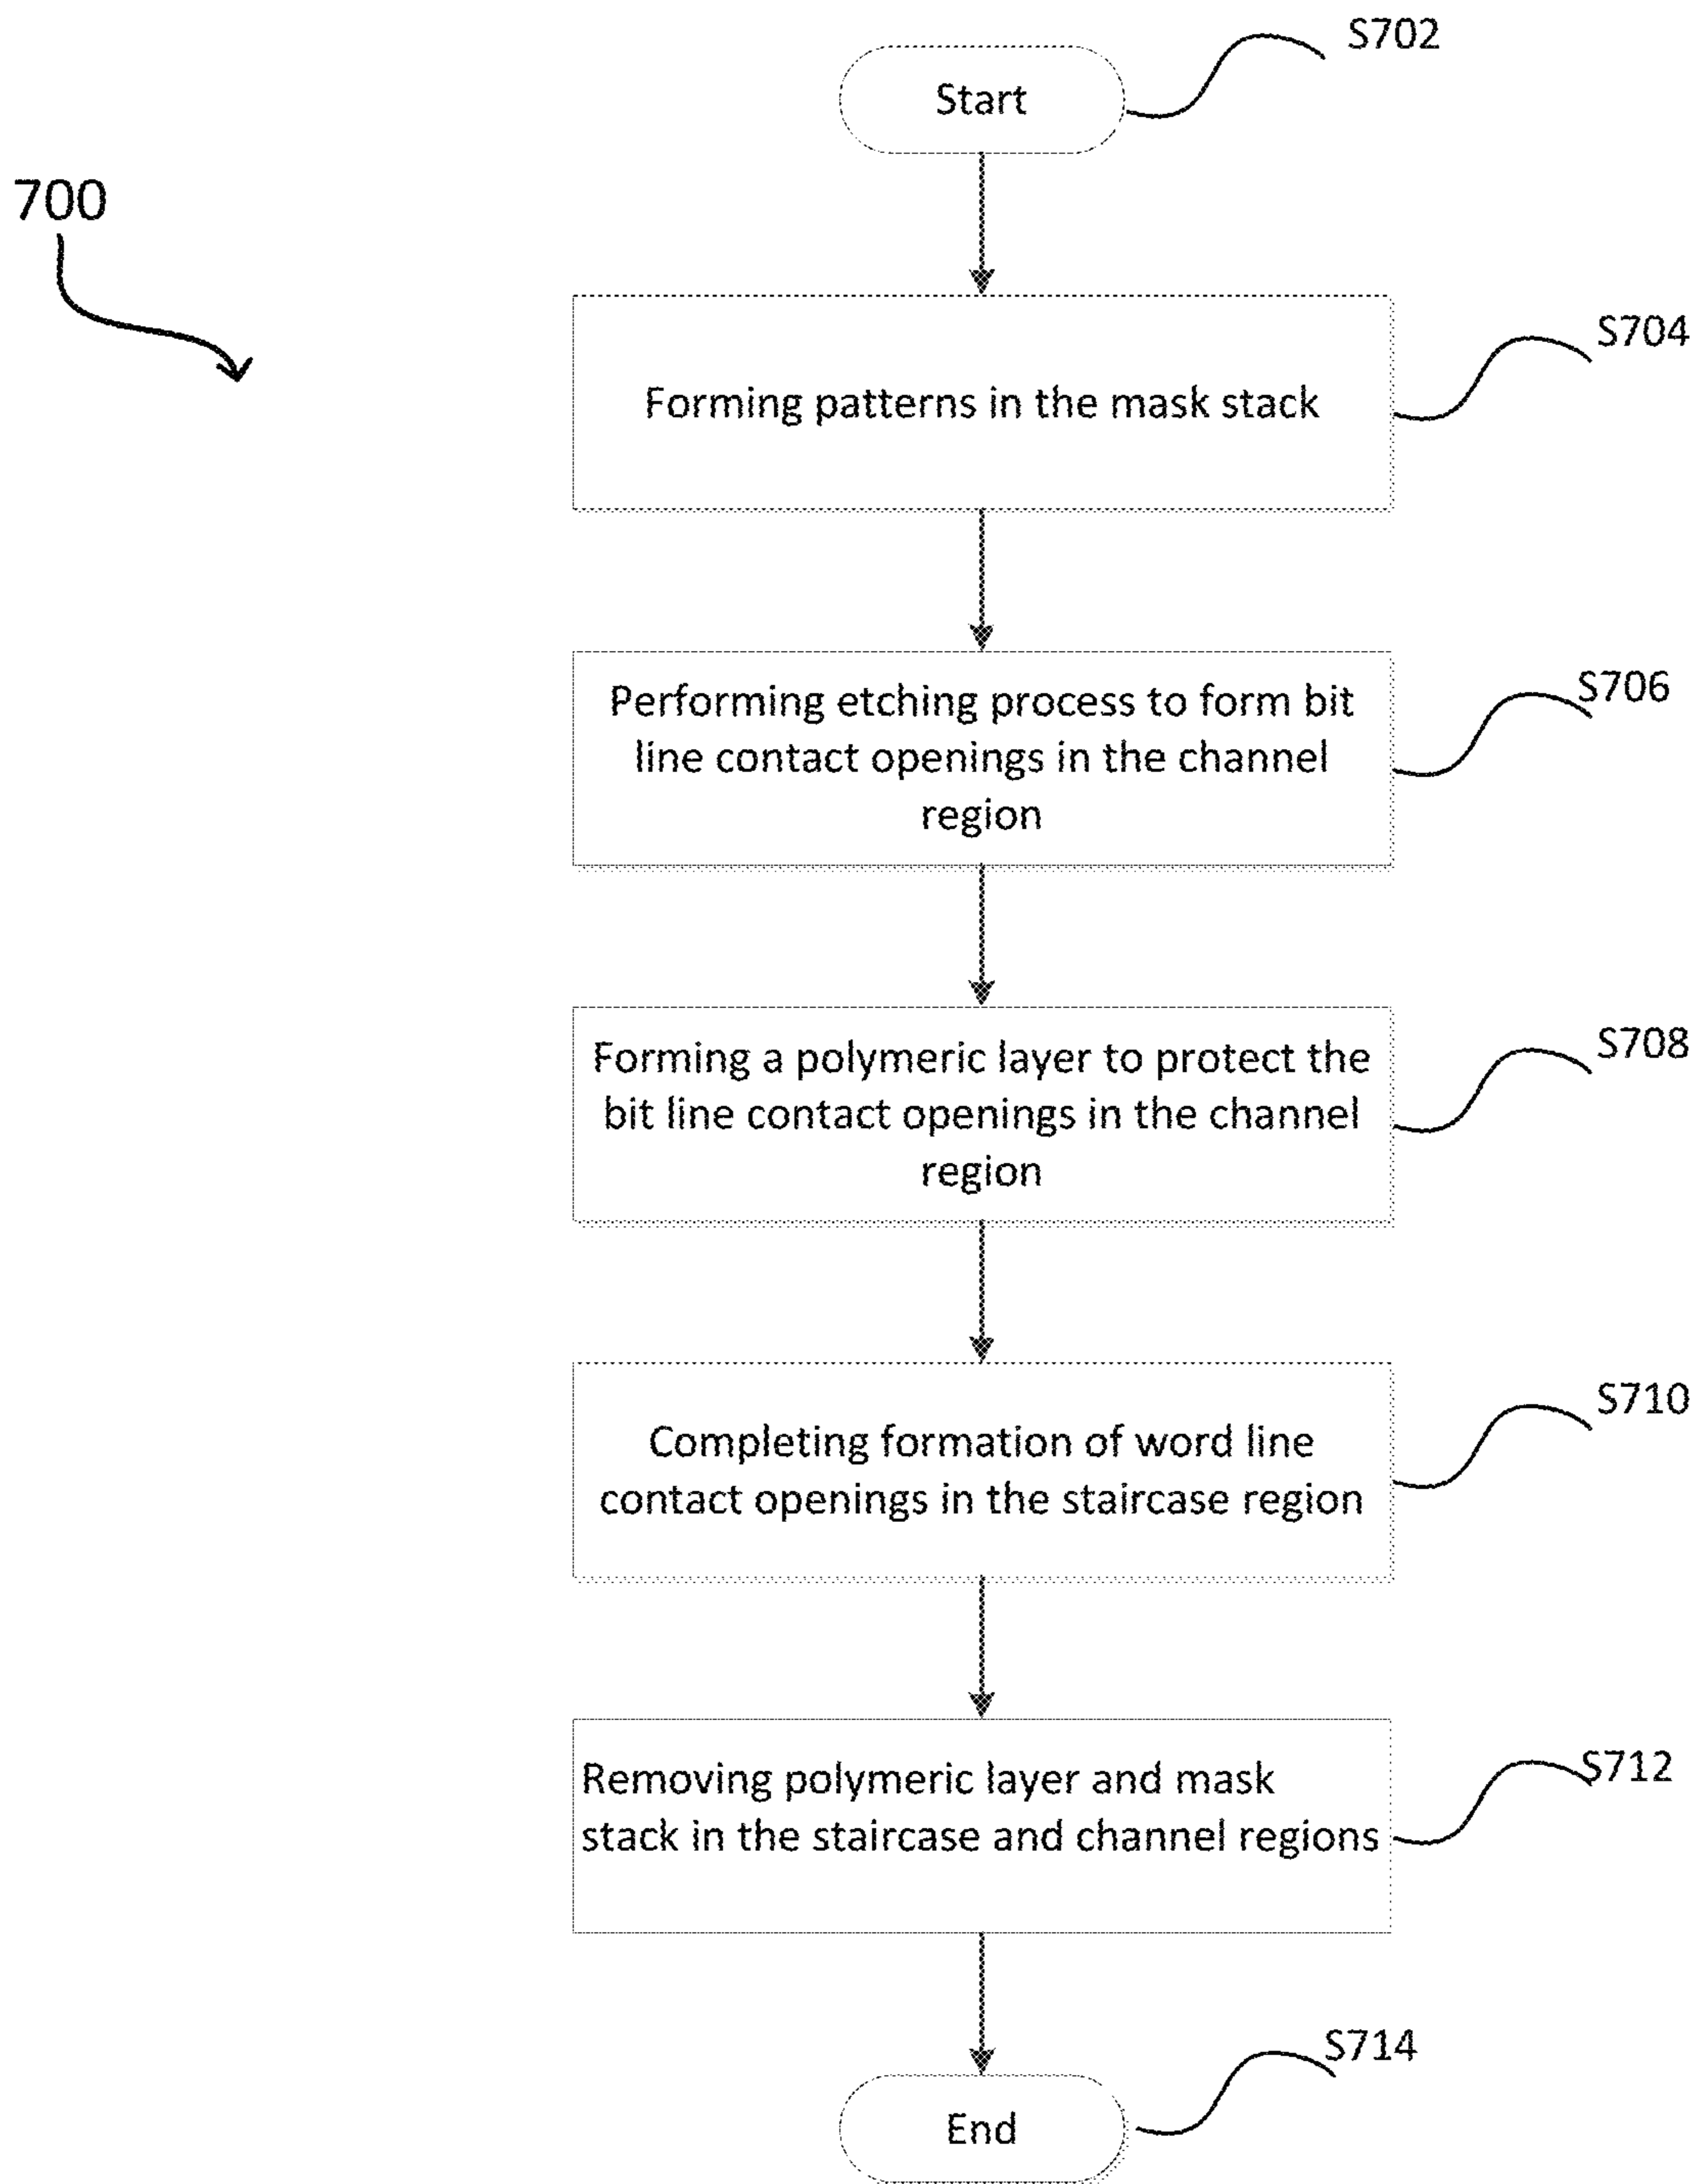 S702
Start
700
S704
Forming patterns in the mask stack
S706
Performing etching process to form bit
line contact openings in the channel
region
S708
Forming a polymeric layer to protect the
bit line contact openings in the channel
region
S710
Completing formation of word line
contact openings in the staircase region
S712
Removing polymeric layer and mask
stack in the staircase and channel regions
S714
End